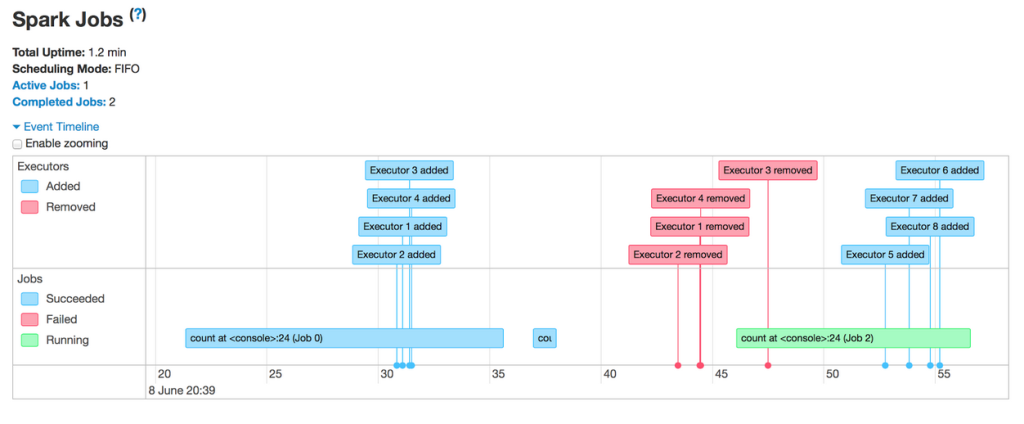 Spark Jobs (?)
Total Uptime: 1.2 min
Scheduling Mode: FIFO
Active Jobs: 1
Completed Jobs: 2
Event Timeline
Enable zooming
Executors
Added
Removed
Executor 3 added
Executor 3 removed
Executor 6 added
Executor 4 added
Executor 4 removed
Executor 7 added
Executor 1 added
Executor 1 removed
Executor 8 added
Executor 2 added
Executor 2 removed
Executor 5 added
Jobs
Succeeded
Failed
Running
count at <console>:24 (Job 0)
cou
count at <console>:24 (Job 2)
20 25 30 35 40 45 50 55
8 June 20:39